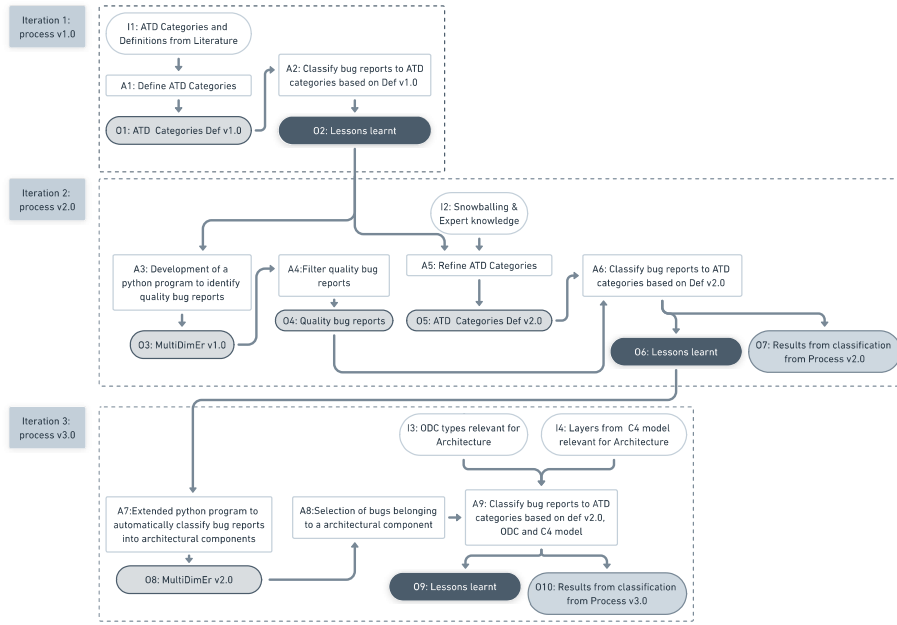 Iteration 1:
process v1.0
I1: ATD Categories and
Definitions from Literature
A1: Define ATD Categories
O1: ATD Categories Def v1.0
A2: Classify bug reports to ATD
categories based on Def v1.0
O2: Lessons learnt
Iteration 2:
process v2.0
I2: Snowballing &
Expert knowledge
A3: Development of a
python program to identify
quality bug reports
O3: MultiDimEr v1.0
A4:Filter quality bug
reports
O4: Quality bug reports
A5: Refine ATD Categories
O5: ATD Categories Def v2.0
A6: Classify bug reports to ATD
categories based on Def v2.0
O6: Lessons learnt
O7: Results from classification
from Process v2.0
Iteration 3:
process v3.0
I3: ODC types relevant for
Architecture
I4: Layers from C4 model
relevant for Architecture
A7:Extended python program to
automatically classify bug reports
into architectural components
O8: MultiDimEr v2.0
A8:Selection of bugs belonging
to a architectural component
A9: Classify bug reports to ATD
categories based on def v2.0,
ODC and C4 model
O9: Lessons learnt
O10: Results from classification
from Process v3.0